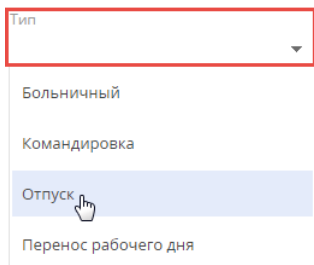 Тип
Больничный
Командировка
Отпуск
Перенос рабочего дня